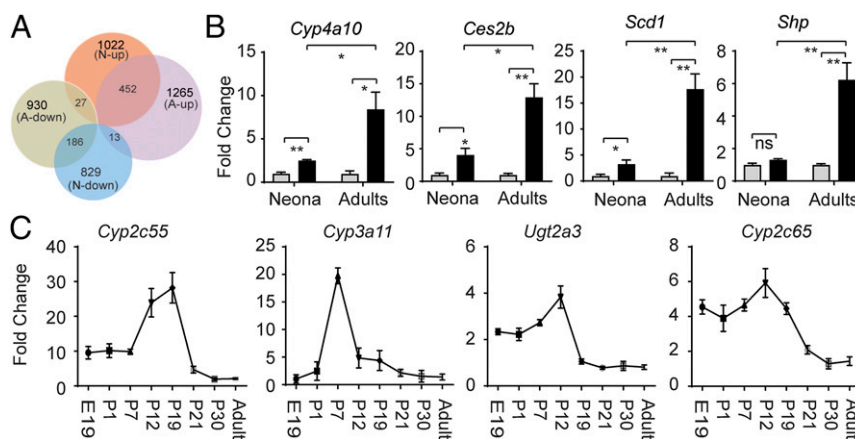 A
1022
(N-up)
452
1265
(A-up)
27
930
(A-down)
186
13
829
(N-down)
B
Cyp4a10
Ces2b
Scd1
Shp
Fold Change
15
10
5
0
*
*
**
Neona
Adults
20
15
10
5
0
*
**
*
Neona
Adults
25
20
15
10
5
0
**
**
*
Neona
Adults
8
6
4
2
0
**
**
ns
Neona
Adults
C
Cyp2c55
Cyp3a11
Ugt2a3
Cyp2c65
Fold Change
40
30
20
10
0
E19
P1
P7
P12
P19
P21
P30
Adult
25
20
15
10
5
0
E19
P1
P7
P12
P19
P21
P30
Adult
6
4
2
0
E19
P1
P7
P12
P19
P21
P30
Adult
8
6
4
2
0
E19
P1
P7
P12
P19
P21
P30
Adult